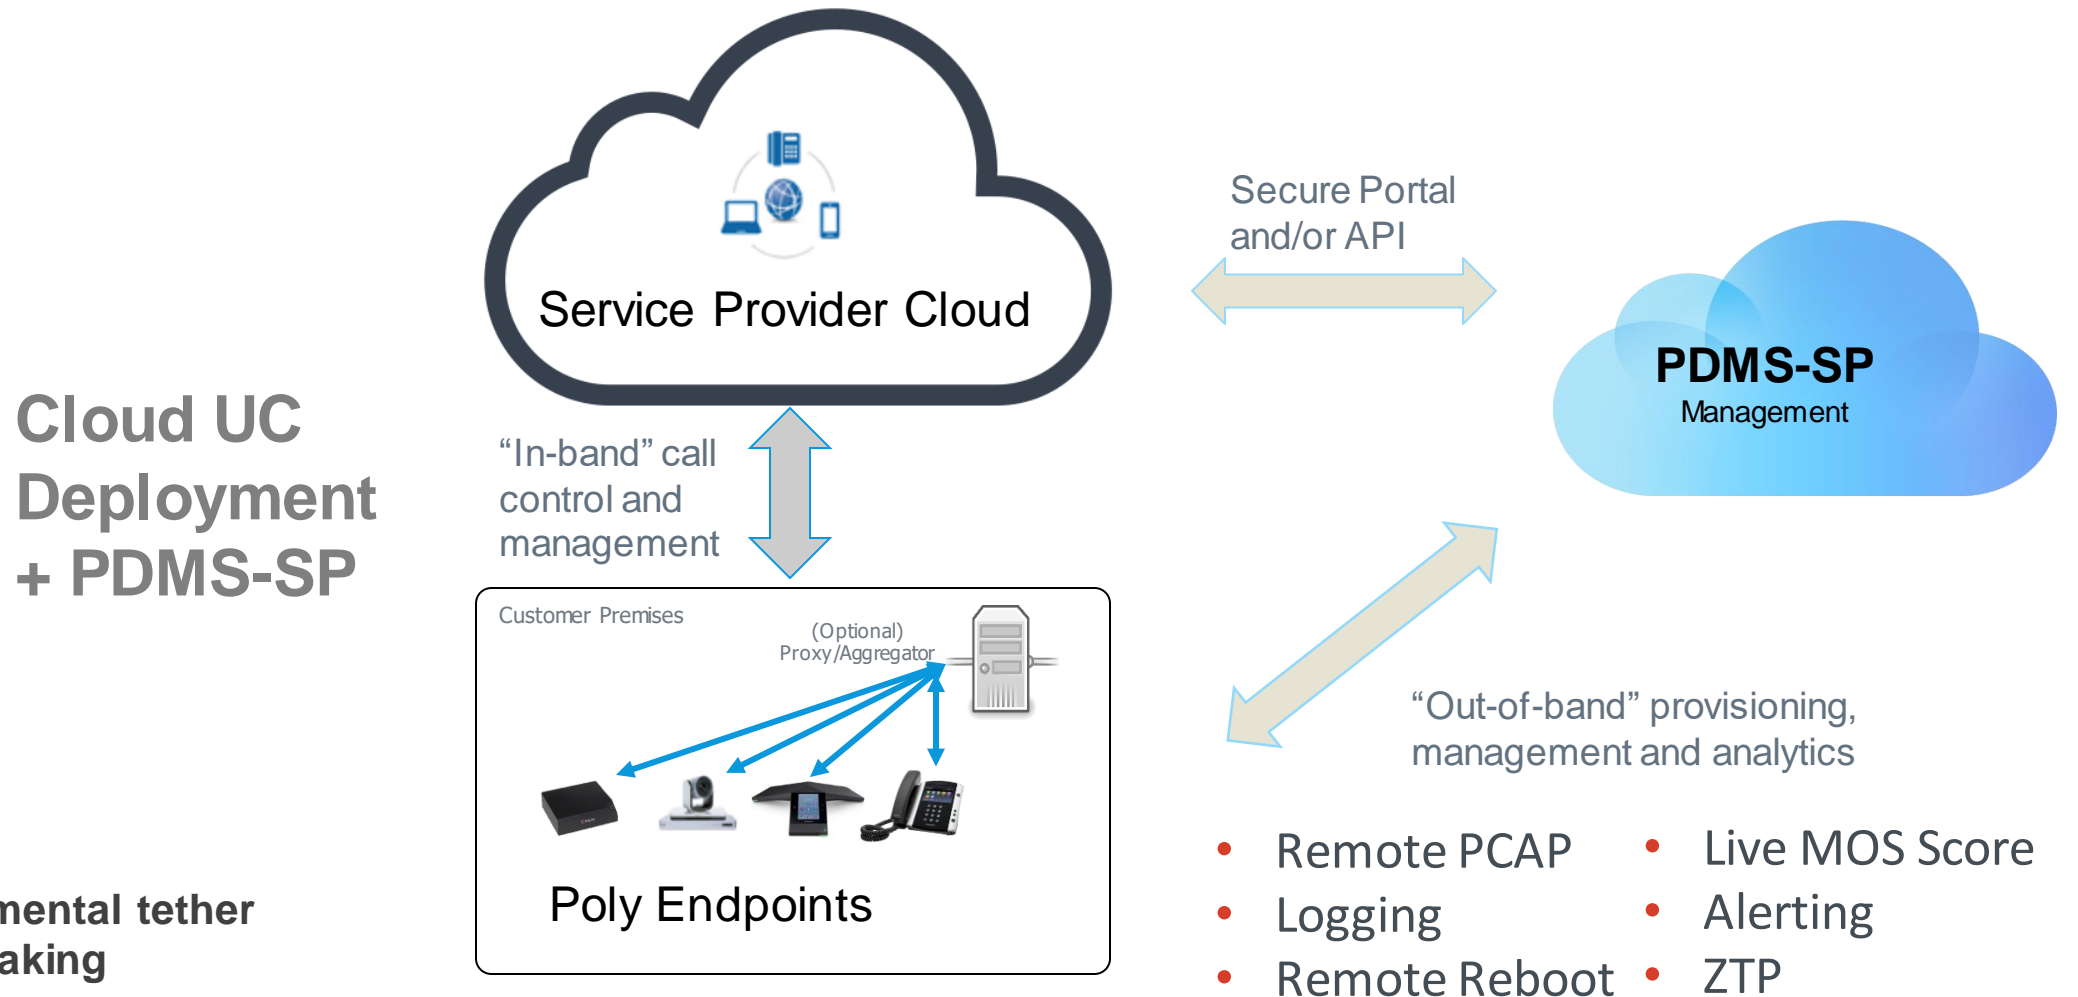 Service Provider Cloud
Secure Portal
and/or API
PDMS-SP
Management
Cloud UC
Deployment
+ PDMS-SP
“In-band” call
control and
management
Customer Premises
(Optional)
Proxy/Aggregator
Poly Endpoints
“Out-of-band” provisioning,
management and analytics
• Remote PCAP
• Logging
• Remote Reboot
• Live MOS Score
• Alerting
• ZTP
tether